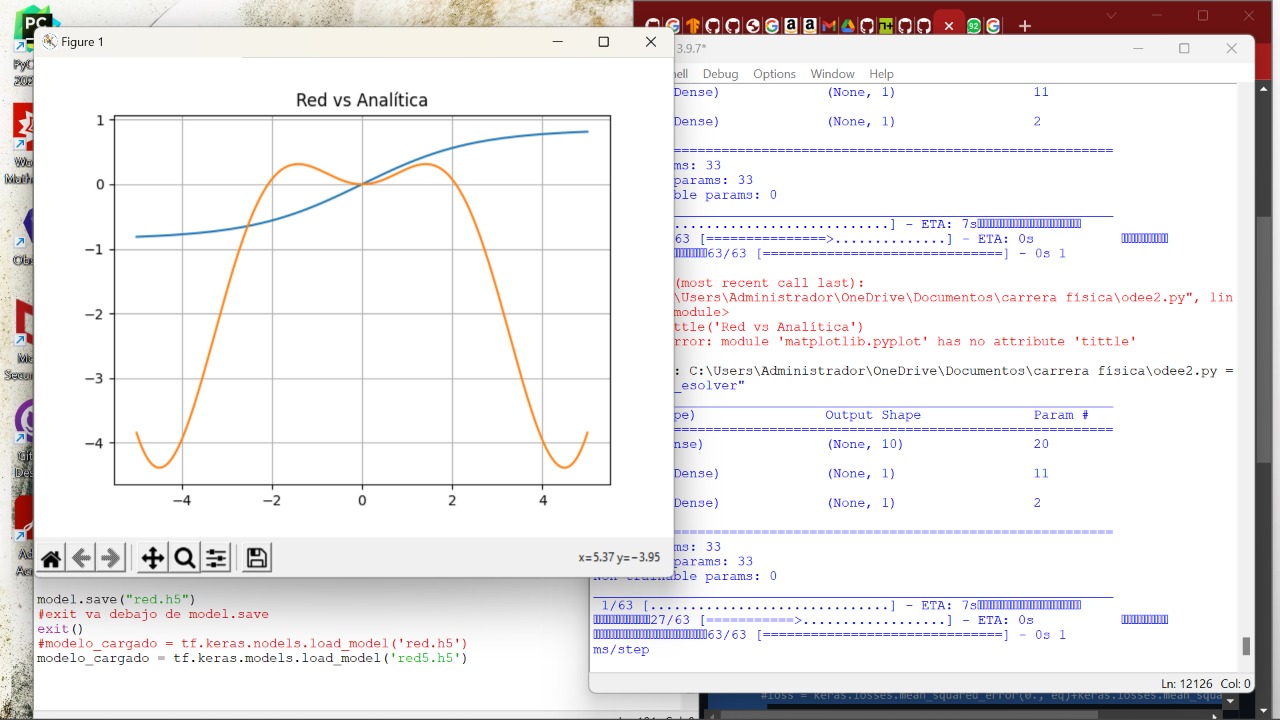 PC
Figure 1
Red vs Analítica
1
0
−1
−2
−3
−4
−4
−2
0
2
4
x=5.37 y=−3.95
model.save("red.h5")
#exit va debajo de model.save
exit()
#modelo_cargado = tf.keras.nodels.load_model('red.h5')
modelo_cargado = tf.keras.models.load_model('red5.h5')
92
3.9.7*
ell Debug Options Window Help
Dense) (None, 1) 11
Dense) (None, 1) 2
================================================
ms: 33
params: 33
ble params: 0
....................] - ETA: 7s
63 [===============>..............] - ETA: 0s
63/63 [==============================] - 0s 1
(most recent call last):
\Users\Administrador\OneDrive\Documentos\carrera física\odee2.py", lin
module>
ttle('Red vs Analítica')
rror: module 'matplotlib.pyplot' has no attribute 'tittle'
: C:\Users\Administrador\OneDrive\Documentos\carrera física\odee2.py =
_esolver"
pe) Output Shape Param #
================================================
nse) (None, 10) 20
Dense) (None, 1) 11
Dense) (None, 1) 2
================================================
ms: 33
params: 33
Non-trainable params: 0
1/63 [..............................] - ETA: 7s
27/63 [===========>..................] - ETA: 0s
63/63 [==============================] - 0s 1
ms/step
Ln: 12126 Col: 0
#loss = keras.losses.mean_squared_error(0., eq)+keras.losses.mean_squa